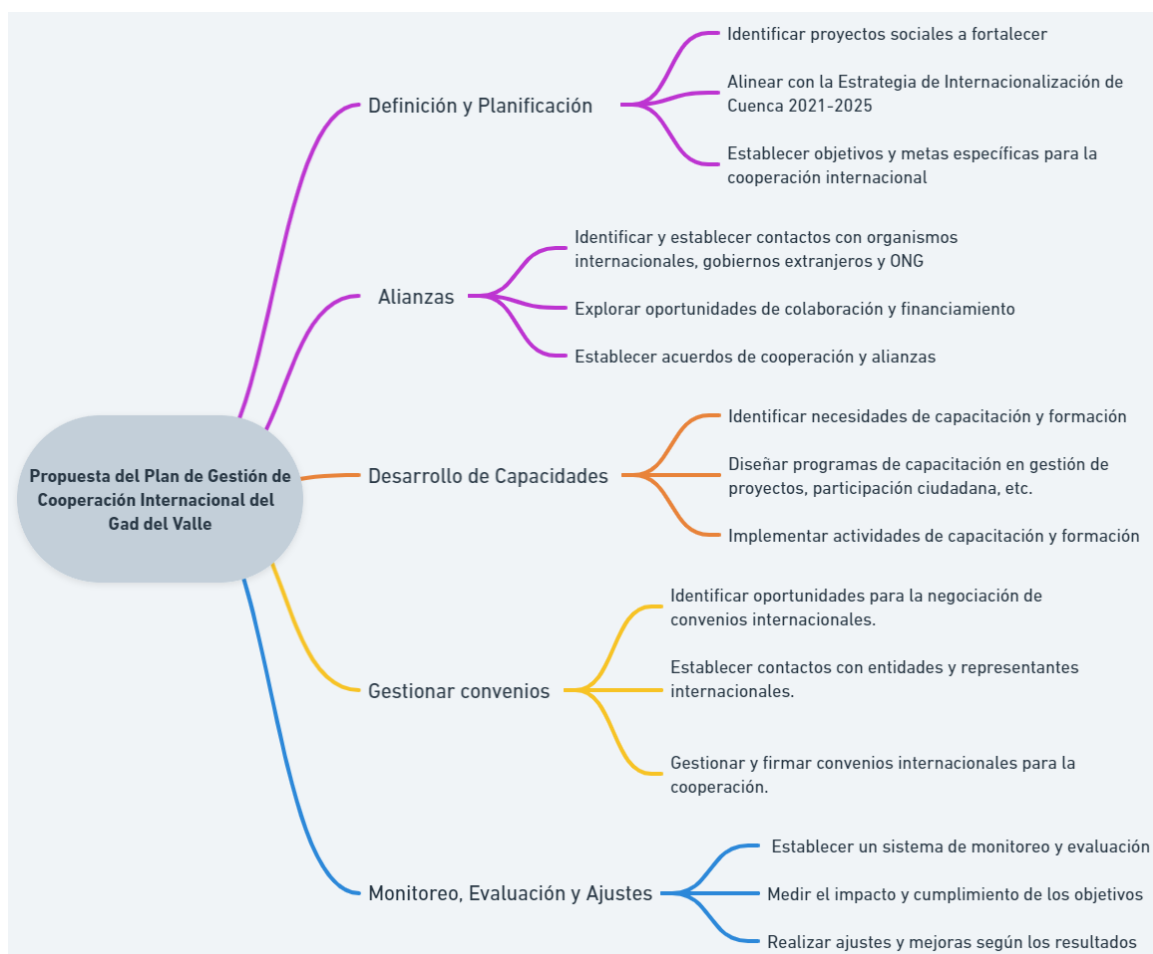 Identificar proyectos sociales a fortalecer
Definición y Planificación
Alinear con la Estrategia de Internacionalización de
Cuenca 2021-2025
Establecer objetivos y metas específicas para la
cooperación internacional
Alianzas
Identificar y establecer contactos con organismos
internacionales, gobiernos extranjeros y ONG
Explorar oportunidades de colaboración y financiamiento
Establecer acuerdos de cooperación y alianzas
Propuesta del Plan de Gestión de
Cooperación Internacional del
Gad del Valle
Desarrollo de Capacidades
Identificar necesidades de capacitación y formación
Diseñar programas de capacitación en gestión de
proyectos, participación ciudadana, etc.
Implementar actividades de capacitación y formación
Gestionar convenios
Identificar oportunidades para la negociación de
convenios internacionales.
Establecer contactos con entidades y representantes
internacionales.
Gestionar y firmar convenios internacionales para la
cooperación.
Monitoreo, Evaluación y Ajustes
Establecer un sistema de monitoreo y evaluación
Medir el impacto y cumplimiento de los objetivos
Realizar ajustes y mejoras según los resultados